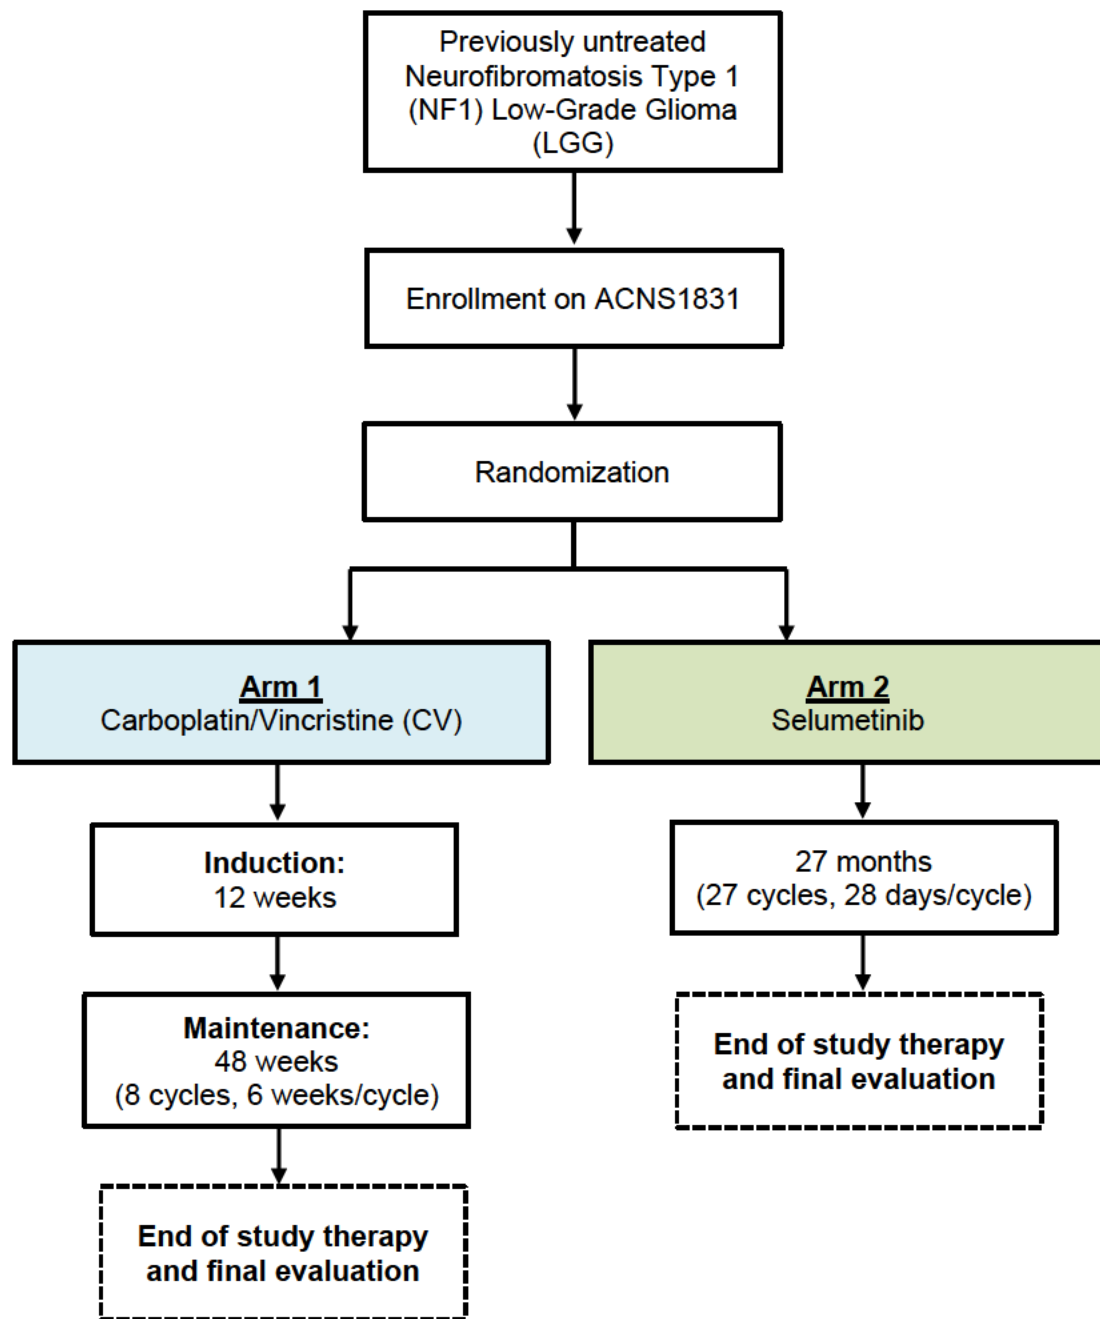 Previously untreated
Neurofibromatosis Type 1
(NF1) Low-Grade Glioma
(LGG)
Enrollment on ACNS1831
Randomization
Arm 1
Carboplatin/Vincristine (CV)
Arm 2
Selumetinib
Induction:
12 weeks
27 months
(27 cycles, 28 days/cycle)
Maintenance:
48 weeks
(8 cycles, 6 weeks/cycle)
End of study therapy
and final evaluation
End of study therapy
and final evaluation